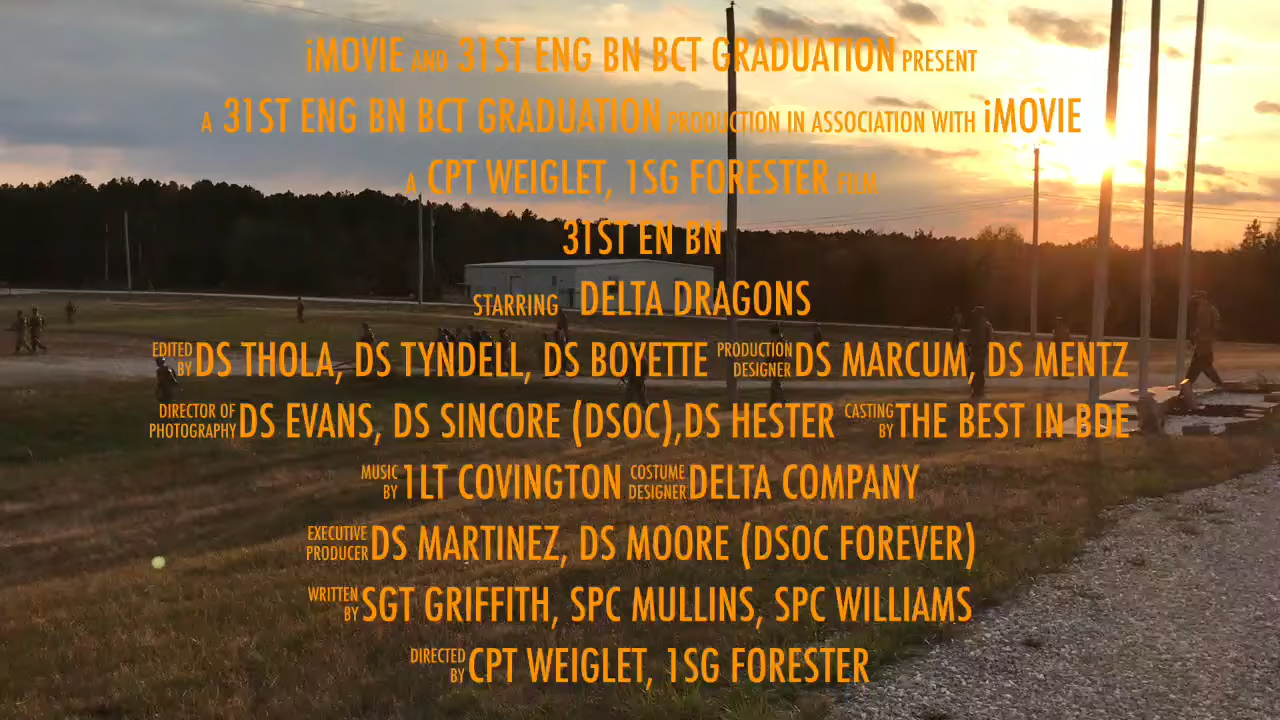 iMOVIE AND 31ST ENG BN BCT GRADUATION PRESENT
A 31ST ENG BN BCT GRADUATION PRODUCTION IN ASSOCIATION WITH iMOVIE
A CPT WEIGLET, 1SG FORESTER FILM
31ST EN BN
STARRING DELTA DRAGONS
EDITED BY DS THOLA, DS TYNDELL, DS BOYETTE PRODUCTION DESIGNER DS MARCUM, DS MENTZ
DIRECTOR OF PHOTOGRAPHY DS EVANS, DS SINCORE (DSOC),DS HESTER CASTING BY THE BEST IN BDE
MUSIC BY 1LT COVINGTON COSTUME DESIGNER DELTA COMPANY
EXECUTIVE PRODUCER DS MARTINEZ, DS MOORE (DSOC FOREVER)
WRITTEN BY SGT GRIFFITH, SPC MULLINS, SPC WILLIAMS
DIRECTED BY CPT WEIGLET, 1SG FORESTER